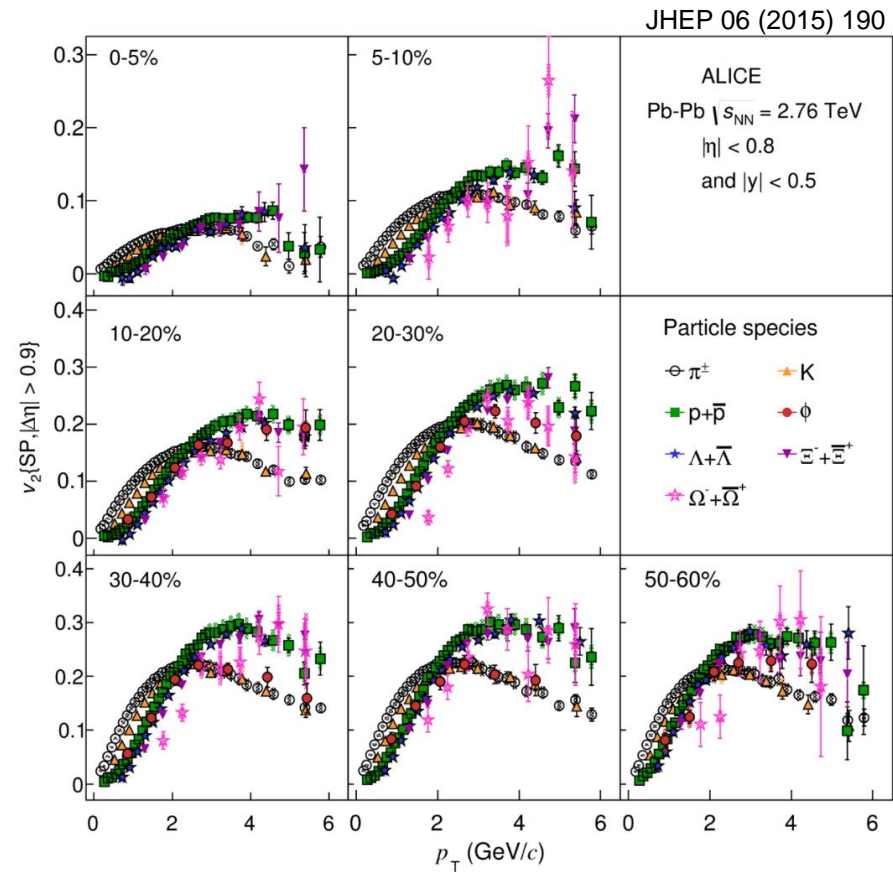 JHEP 06 (2015) 190
0.3
0.2
0.1
0
0-5%
5-10%
ALICE
Pb-Pb √sNN = 2.76 TeV
|η| < 0.8
and |y| < 0.5
v2{SP,|Δη| > 0.9}
0.4
0.3
0.2
0.1
0
10-20%
20-30%
Particle species
π±
K
p+p̅
ϕ
Λ+Λ̅
Ξ⁻+Ξ̅⁺
Ω⁻+Ω̅⁺
0.4
0.3
0.2
0.1
0
30-40%
40-50%
50-60%
0 2 4 6 0 2 4 6 0 2 4 6
pT (GeV/c)